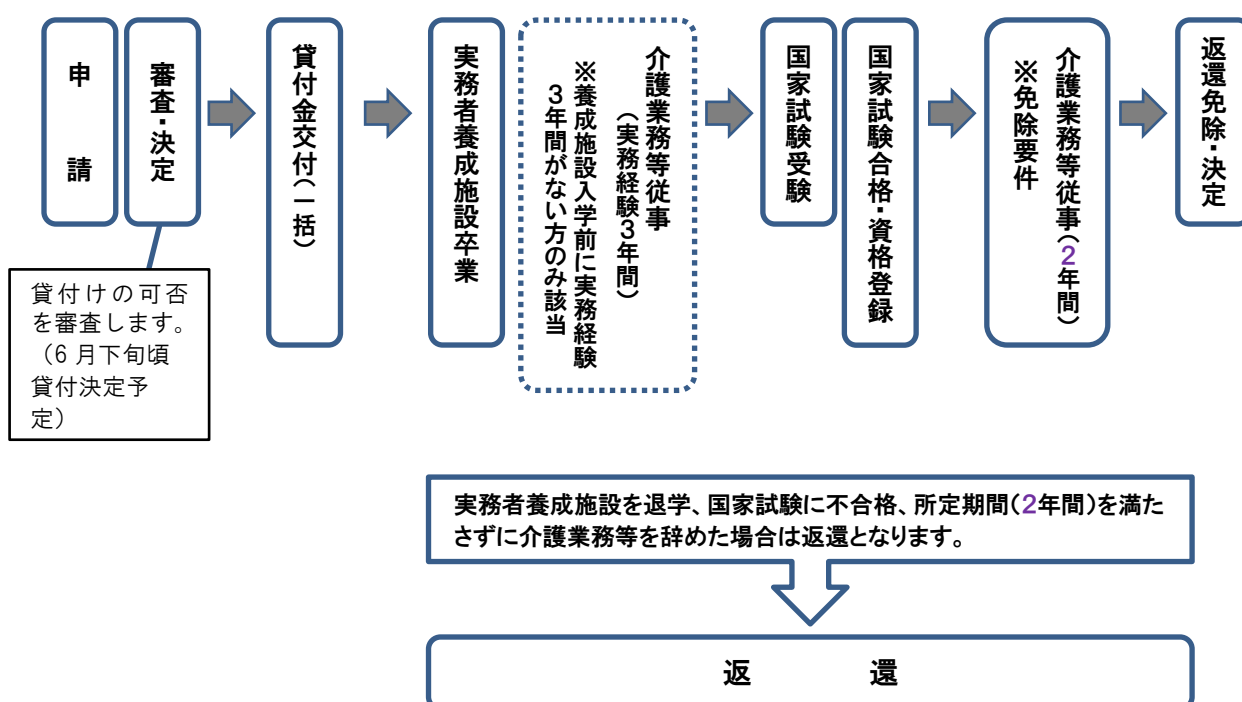 申請
審査・決定
貸付金交付（一括）
実務者養成施設卒業
介護業務等従事
（実務経験３年間）
※養成施設入学前に実務経験
３年間がない方のみ該当
国家試験受験
国家試験合格・資格登録
介護業務等従事（２年間）
※免除要件
返還免除・決定
貸付けの可否
を審査します。
（6月下旬頃
貸付決定予
定）
実務者養成施設を退学、国家試験に不合格、所定期間（2年間）を満た
さずに介護業務等を辞めた場合は返還となります。
返還